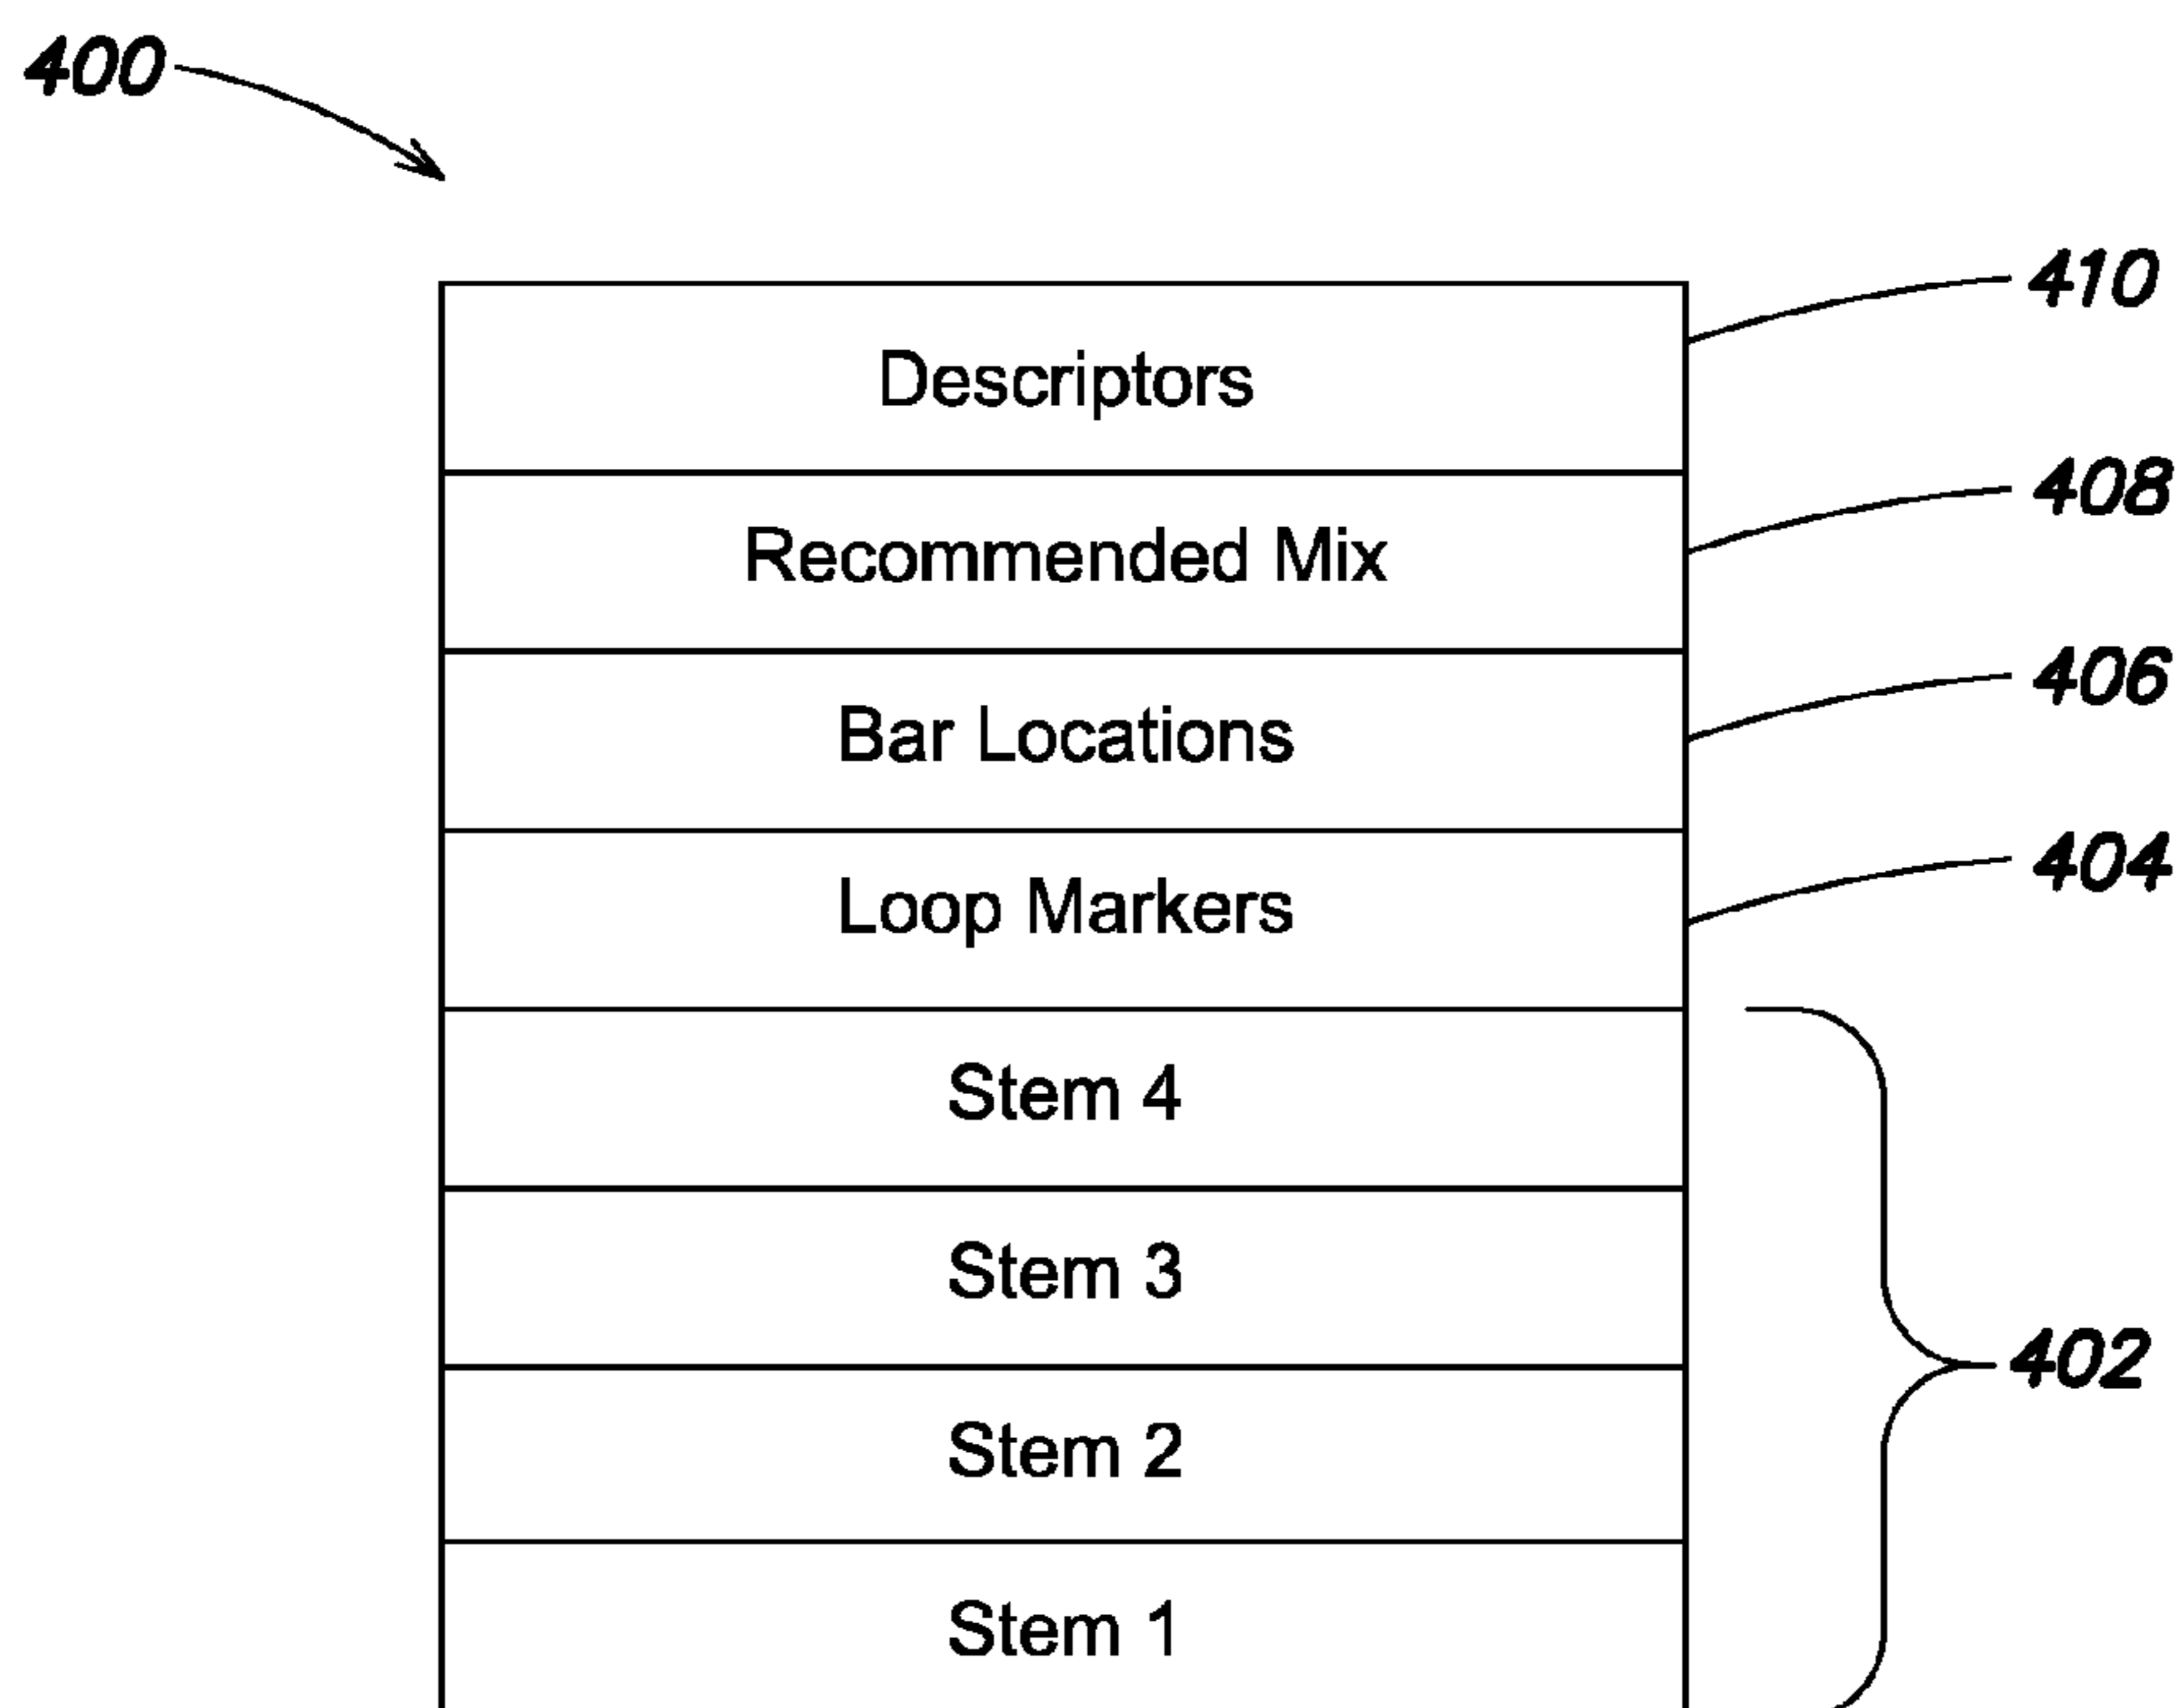 400
410
Descriptors
408
Recommended Mix
406
Bar Locations
404
Loop Markers
Stem 4
Stem 3
402
Stem 2
Stem 1